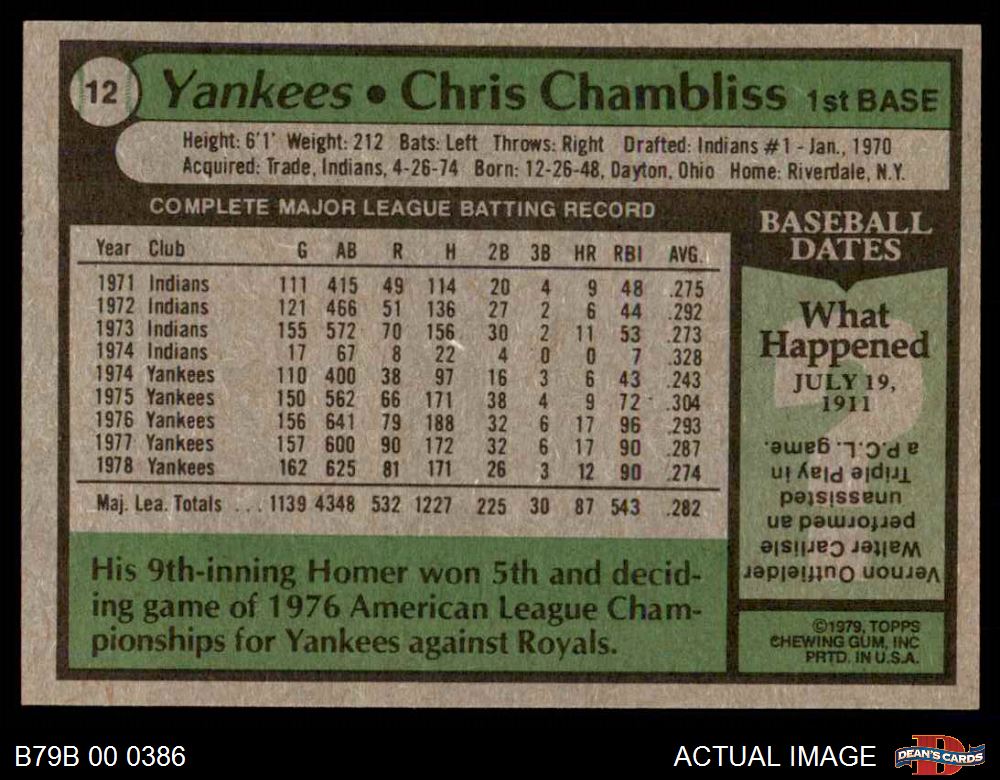 12 Yankees • Chris Chambliss 1st BASE
Height: 6'1" Weight: 212 Bats: Left Throws: Right Drafted: Indians #1 - Jan., 1970
Acquired: Trade, Indians, 4-26-74 Born: 12-26-48, Dayton, Ohio Home: Riverdale, N.Y.
COMPLETE MAJOR LEAGUE BATTING RECORD
Year Club G AB R H 2B 3B HR RBI AVG.
1971 Indians 111 415 49 114 20 4 9 48 .275
1972 Indians 121 466 51 136 27 2 6 44 .292
1973 Indians 155 572 70 156 30 2 11 53 .273
1974 Indians 17 67 8 22 4 0 0 7 .328
1974 Yankees 110 400 38 97 16 3 6 43 .243
1975 Yankees 150 562 66 171 38 4 9 72 .304
1976 Yankees 156 641 79 188 32 6 17 96 .293
1977 Yankees 157 600 90 172 32 6 17 90 .287
1978 Yankees 162 625 81 171 26 3 12 90 .274
Maj. Lea. Totals ... 1139 4348 532 1227 225 30 87 543 .282
His 9th-inning Homer won 5th and decid-
ing game of 1976 American League Cham-
pionships for Yankees against Royals.
BASEBALL
DATES
What
Happened
JULY 19,
1911
?
Vernon Outfielder
Walter Carlisle
performed an
unassisted
Triple Play in
a P.C.L. game.
©1979, TOPPS
CHEWING GUM, INC
PRTD. IN U.S.A.
B79B 00 0386
ACTUAL IMAGE
D
DEAN'S CARDS